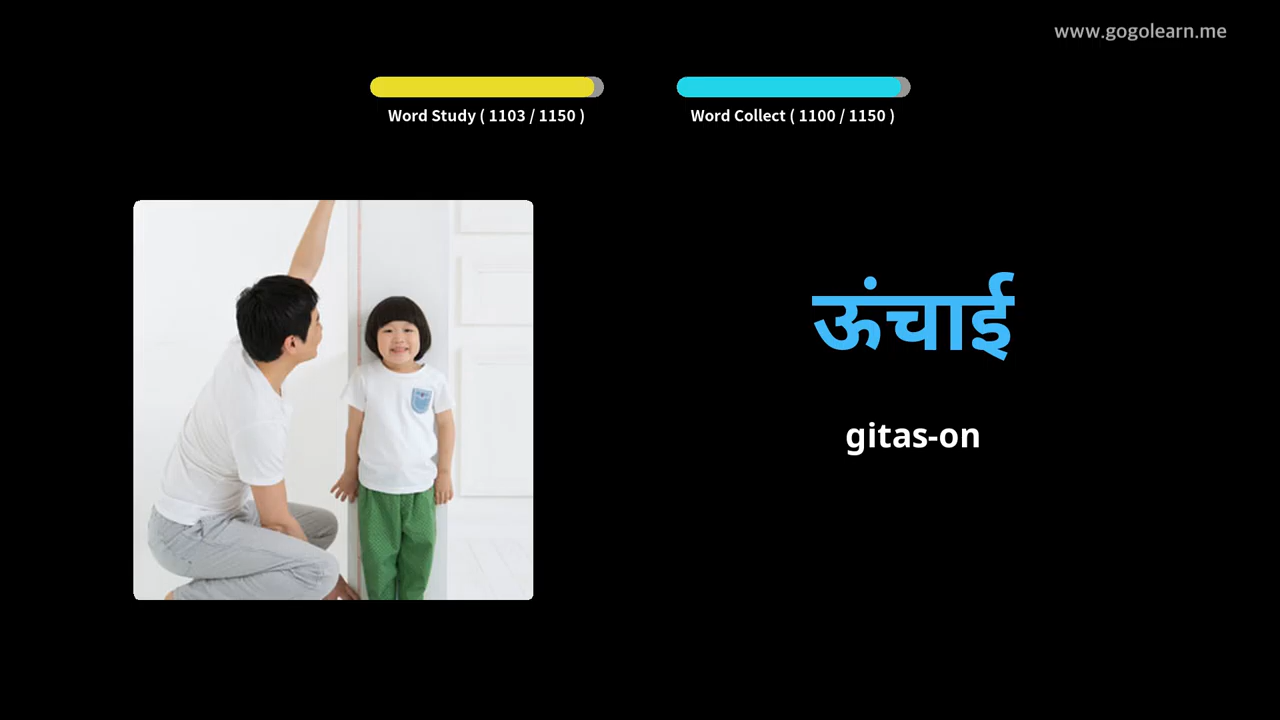 www.gogolearn.me
Word Study ( 1103 / 1150 )
Word Collect ( 1100 / 1150 )
ऊंचाई
gitas-on